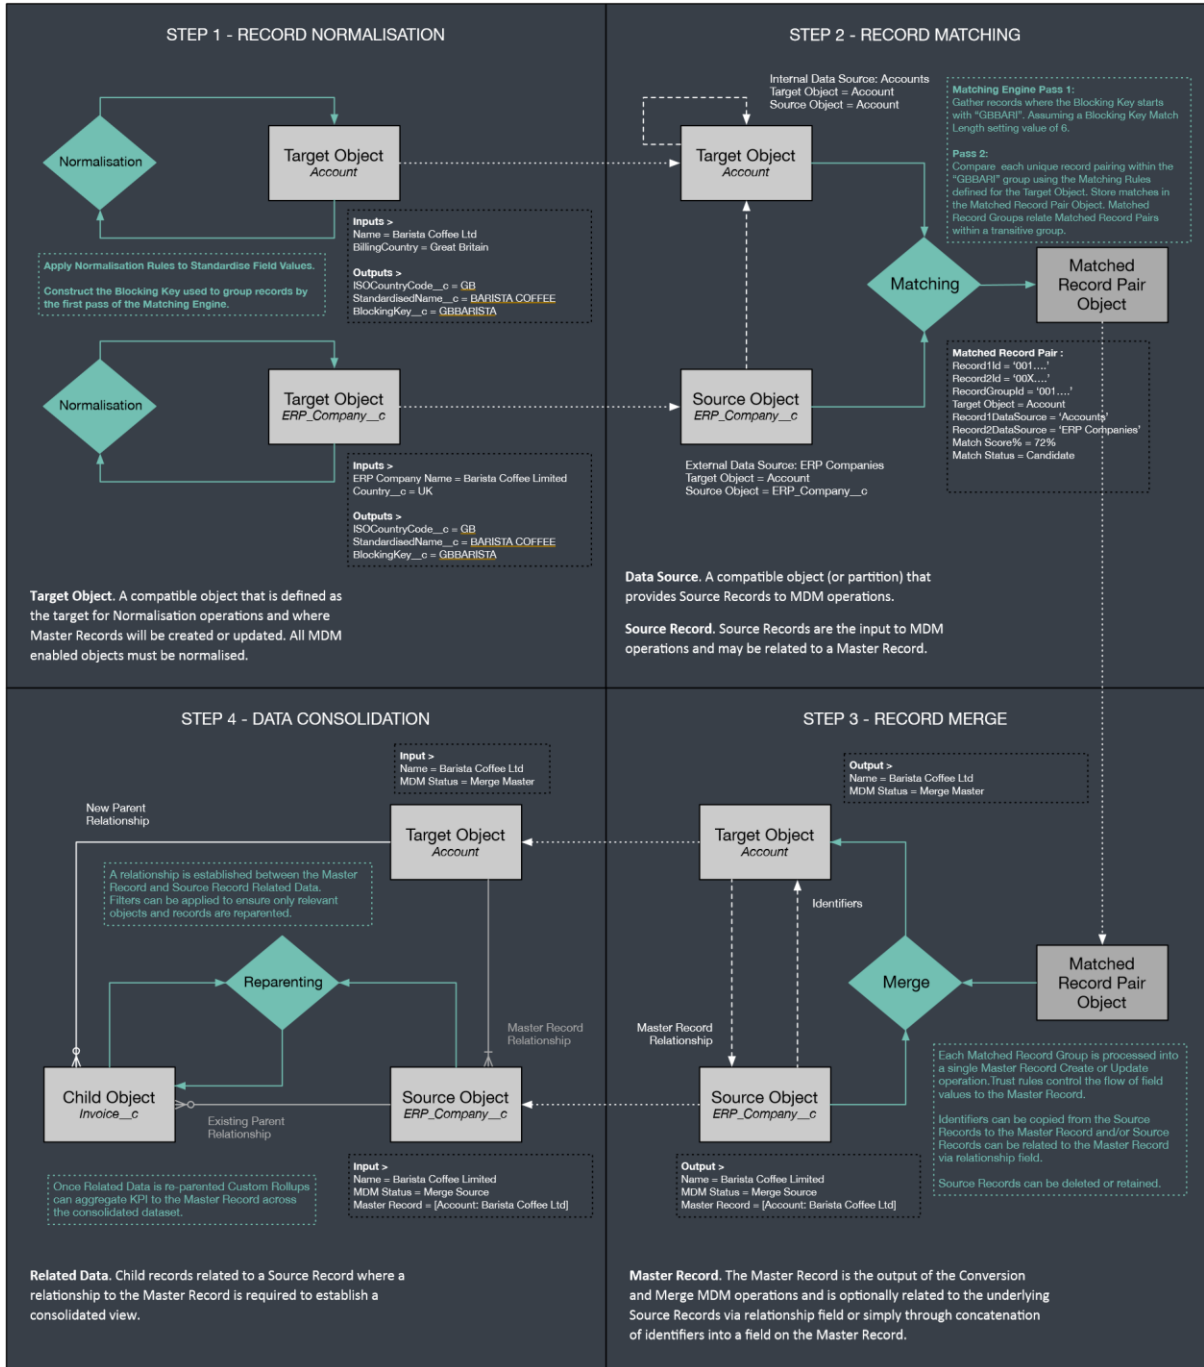 STEP 1 - RECORD NORMALISATION
Normalisation
Target Object
Account
Inputs >
Name = Barista Coffee Ltd
BillingCountry = Great Britain
Outputs >
ISOCountryCode__c = GB
StandardisedName__c = BARISTA COFFEE
BlockingKey__c = GBBARISTA
Apply Normalisation Rules to Standardise Field Values.
Construct the Blocking Key used to group records by
the first pass of the Matching Engine.
Normalisation
Target Object
ERP_Company__c
Inputs >
ERP Company Name = Barista Coffee Limited
Country__c = UK
Outputs >
ISOCountryCode__c = GB
StandardisedName__c = BARISTA COFFEE
BlockingKey__c = GBBARISTA
Target Object. A compatible object that is defined as
the target for Normalisation operations and where
Master Records will be created or updated. All MDM
enabled objects must be normalised.
STEP 2 - RECORD MATCHING
Internal Data Source: Accounts
Target Object = Account
Source Object = Account
Matching Engine Pass 1:
Gather records where the Blocking Key starts
with “GBBARI”. Assuming a Blocking Key Match
Length setting value of 6.
Pass 2:
Compare each unique record pairing within the
“GBBARI” group using the Matching Rules
defined for the Target Object. Store matches in
the Matched Record Pair Object. Matched
Record Groups relate Matched Record Pairs
within a transitive group.
Target Object
Account
Matching
Matched
Record Pair
Object
Source Object
ERP_Company__c
Matched Record Pair :
Record1Id = ‘001....’
Record2Id = ‘00X....’
RecordGroupId = ‘001....’
Target Object = Account
Record1DataSource = ‘Accounts’
Record2DataSource = ‘ERP Companies’
Match Score% = 72%
Match Status = Candidate
External Data Source: ERP Companies
Target Object = Account
Source Object = ERP_Company__c
Data Source. A compatible object (or partition) that
provides Source Records to MDM operations.
Source Record. Source Records are the input to MDM
operations and may be related to a Master Record.
STEP 4 - DATA CONSOLIDATION
Input >
Name = Barista Coffee Ltd
MDM Status = Merge Master
New Parent
Relationship
Target Object
Account
A relationship is established between the Master
Record and Source Record Related Data.
Filters can be applied to ensure only relevant
objects and records are reparented.
Reparenting
Master Record
Relationship
Child Object
Invoice__c
Existing Parent
Relationship
Source Object
ERP_Company__c
Once Related Data is re-parented Custom Rollups
can aggregate KPI to the Master Record across
the consolidated dataset.
Input >
Name = Barista Coffee Limited
MDM Status = Merge Source
Master Record = [Account: Barista Coffee Ltd]
Related Data. Child records related to a Source Record where a
relationship to the Master Record is required to establish a
consolidated view.
STEP 3 - RECORD MERGE
Output >
Name = Barista Coffee Ltd
MDM Status = Merge Master
Target Object
Account
Identifiers
Merge
Matched
Record Pair
Object
Master Record
Relationship
Source Object
ERP_Company__c
Each Matched Record Group is processed into
a single Master Record Create or Update
operation.Trust rules control the flow of field
values to the Master Record.
Identifiers can be copied from the Source
Records to the Master Record and/or Source
Records can be related to the Master Record
via relationship field.
Source Records can be deleted or retained.
Output >
Name = Barista Coffee Limited
MDM Status = Merge Source
Master Record = [Account: Barista Coffee Ltd]
Master Record. The Master Record is the output of the Conversion
and Merge MDM operations and is optionally related to the underlying
Source Records via relationship field or simply through concatenation
of identifiers into a field on the Master Record.